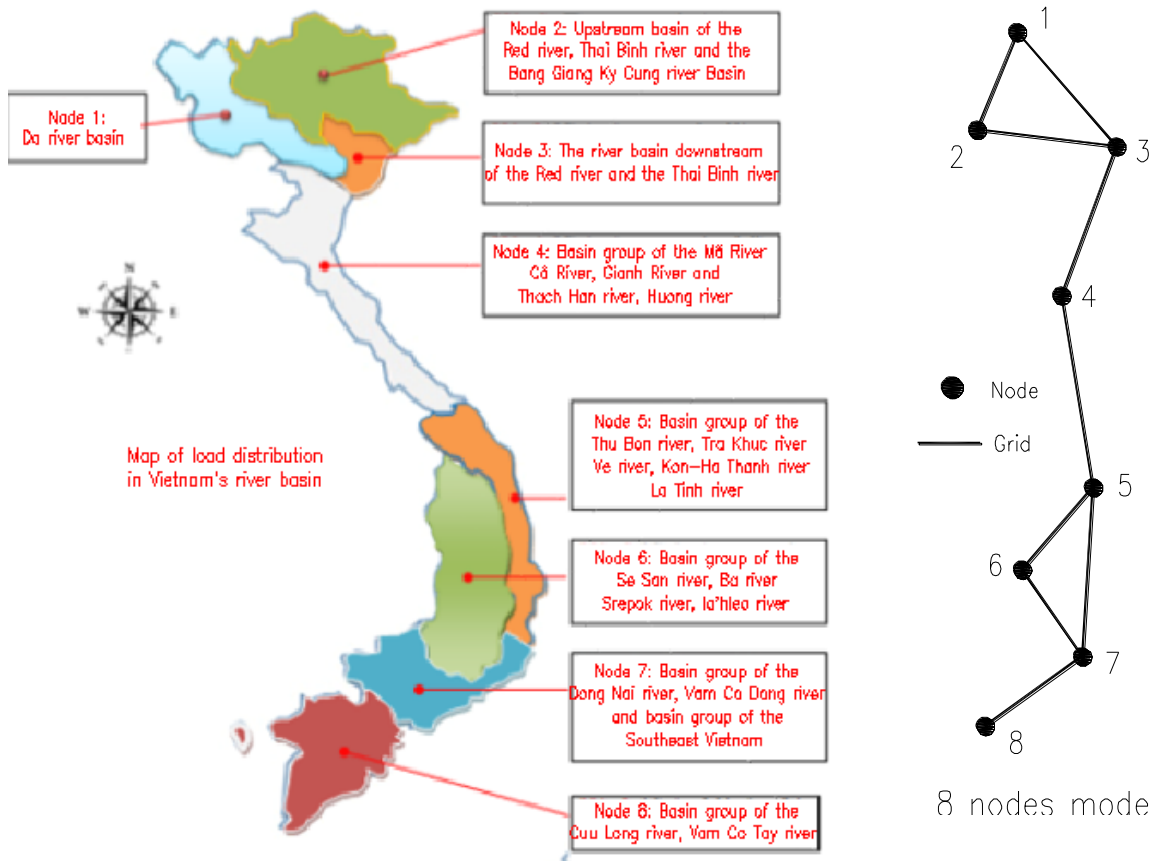 Node 1:
Da river basin
Node 2: Upstream basin of the
Red river, Thai Binh river and the
Bang Giang Ky Cung river Basin
Node 3: The river basin downstream
of the Red river and the Thai Binh river
Node 4: Basin group of the Mã River
Cả River, Gianh River and
Thach Han river, Huong river
N
W
E
S
Map of load distribution
in Vietnam's river basin
Node 5: Basin group of the
Thu Bon river, Tra Khuc river
Ve river, Kon-Ha Thanh river
La Tinh river
Node 6: Basin group of the
Se San river, Ba river
Srepok river, Ia'hleo river
Node 7: Basin group of the
Dong Nai river, Vam Co Dong river
and basin group of the
Southeast Vietnam
Node 8: Basin group of the
Cuu Long river, Vam Co Tay river
1
2
3
4
Node
Grid
5
6
7
8
8 nodes mode